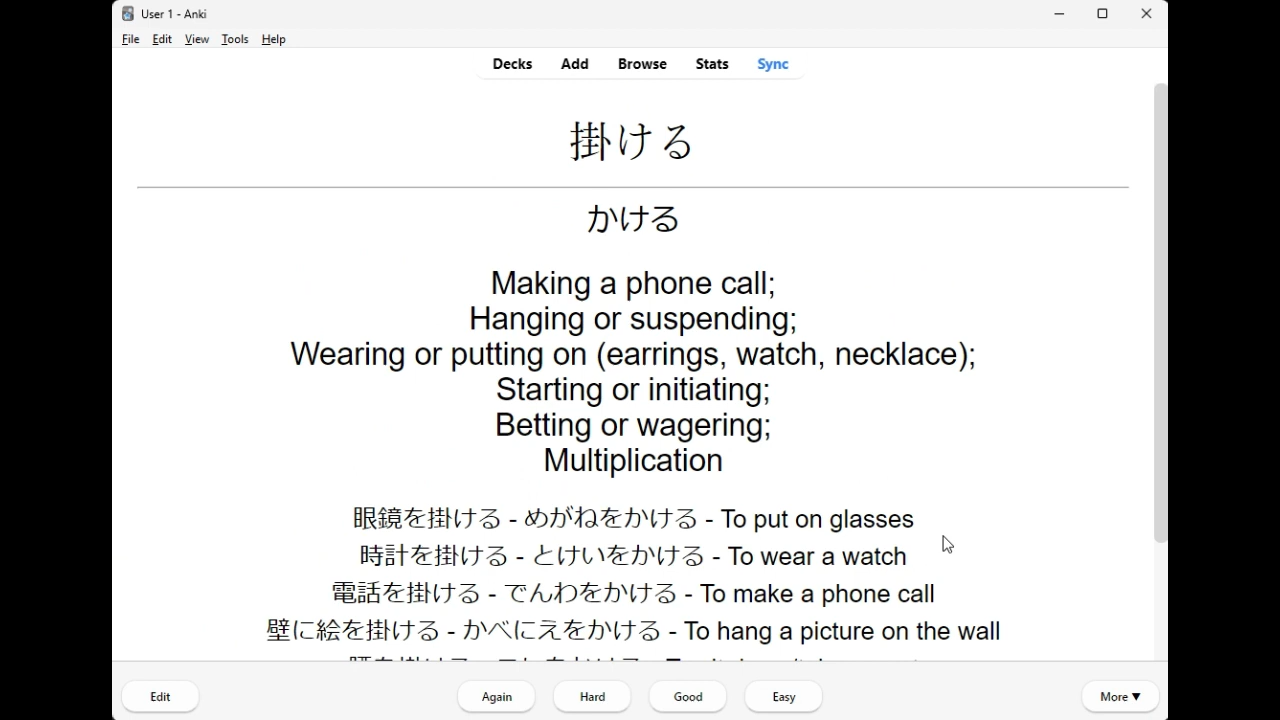 User 1 - Anki
File Edit View Tools Help
Decks Add Browse Stats Sync
掛ける
かける
Making a phone call;
Hanging or suspending;
Wearing or putting on (earrings, watch, necklace);
Starting or initiating;
Betting or wagering;
Multiplication
眼鏡を掛ける - めがねをかける - To put on glasses
時計を掛ける - とけいをかける - To wear a watch
電話を掛ける - でんわをかける - To make a phone call
壁に絵を掛ける - かべにえをかける - To hang a picture on the wall
Edit Again Hard Good Easy More ▼